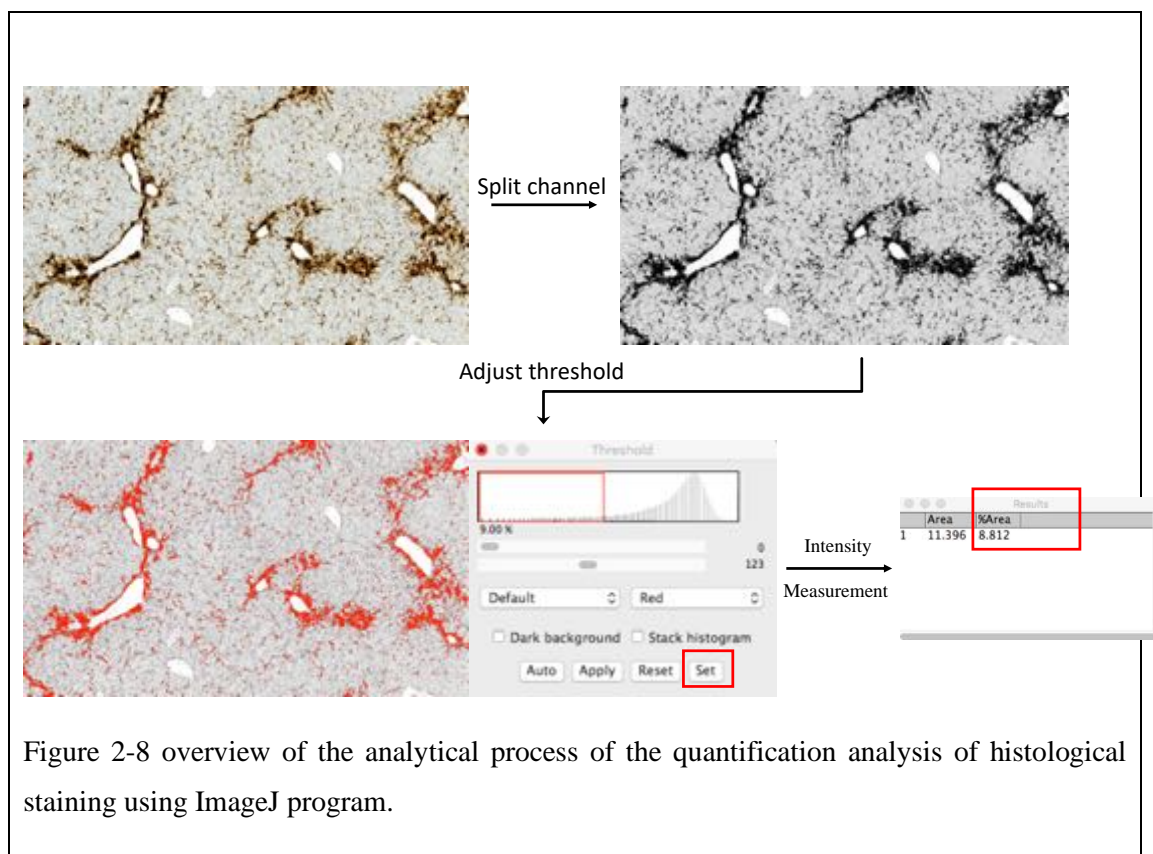 Split channel
Adjust threshold
Threshold
9.00 %
0
123
Default Red
Dark background Stack histogram
Auto Apply Reset Set
Intensity
Measurement
Results
Area %Area
1 11.396 8.812
Figure 2-8 overview of the analytical process of the quantification analysis of histological
staining using ImageJ program.